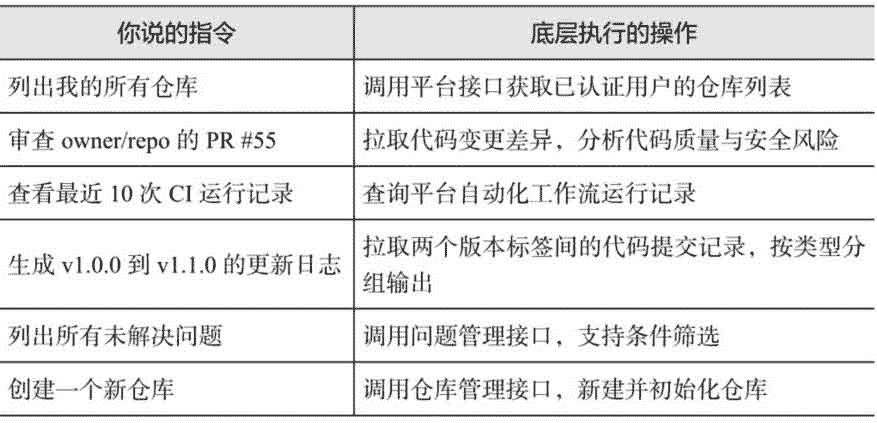 你说的指令 底层执行的操作
列出我的所有仓库 调用平台接口获取已认证用户的仓库列表
审查 owner/repo 的 PR #55 拉取代码变更差异，分析代码质量与安全风险
查看最近 10 次 CI 运行记录 查询平台自动化工作流运行记录
生成 v1.0.0 到 v1.1.0 的更新日志 拉取两个版本标签间的代码提交记录，按类型分
组输出
列出所有未解决问题 调用问题管理接口，支持条件筛选
创建一个新仓库 调用仓库管理接口，新建并初始化仓库